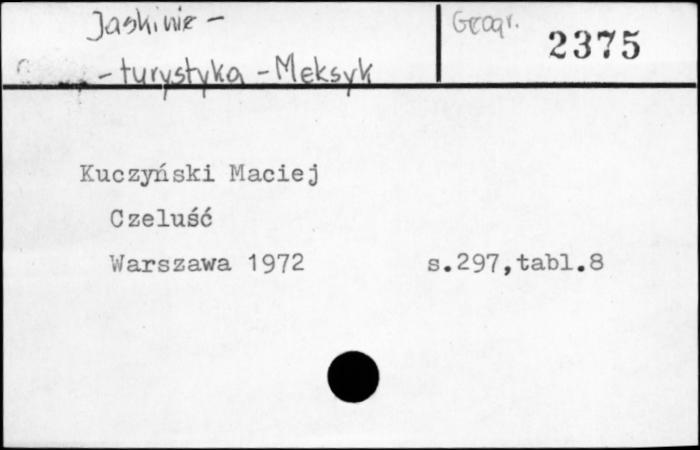 Jaskinie -
- turystyka - Meksyk
Geogr.
2375
Kuczyński Maciej
Czeluść
Warszawa 1972 s.297,tabl.8